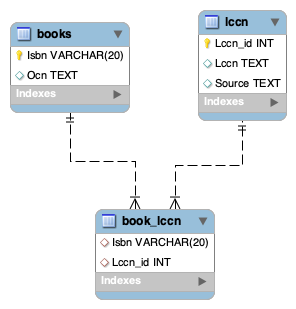 books
Isbn VARCHAR(20)
Ocn TEXT
Indexes
lccn
Lccn_id INT
Lccn TEXT
Source TEXT
Indexes
book_lccn
Isbn VARCHAR(20)
Lccn_id INT
Indexes